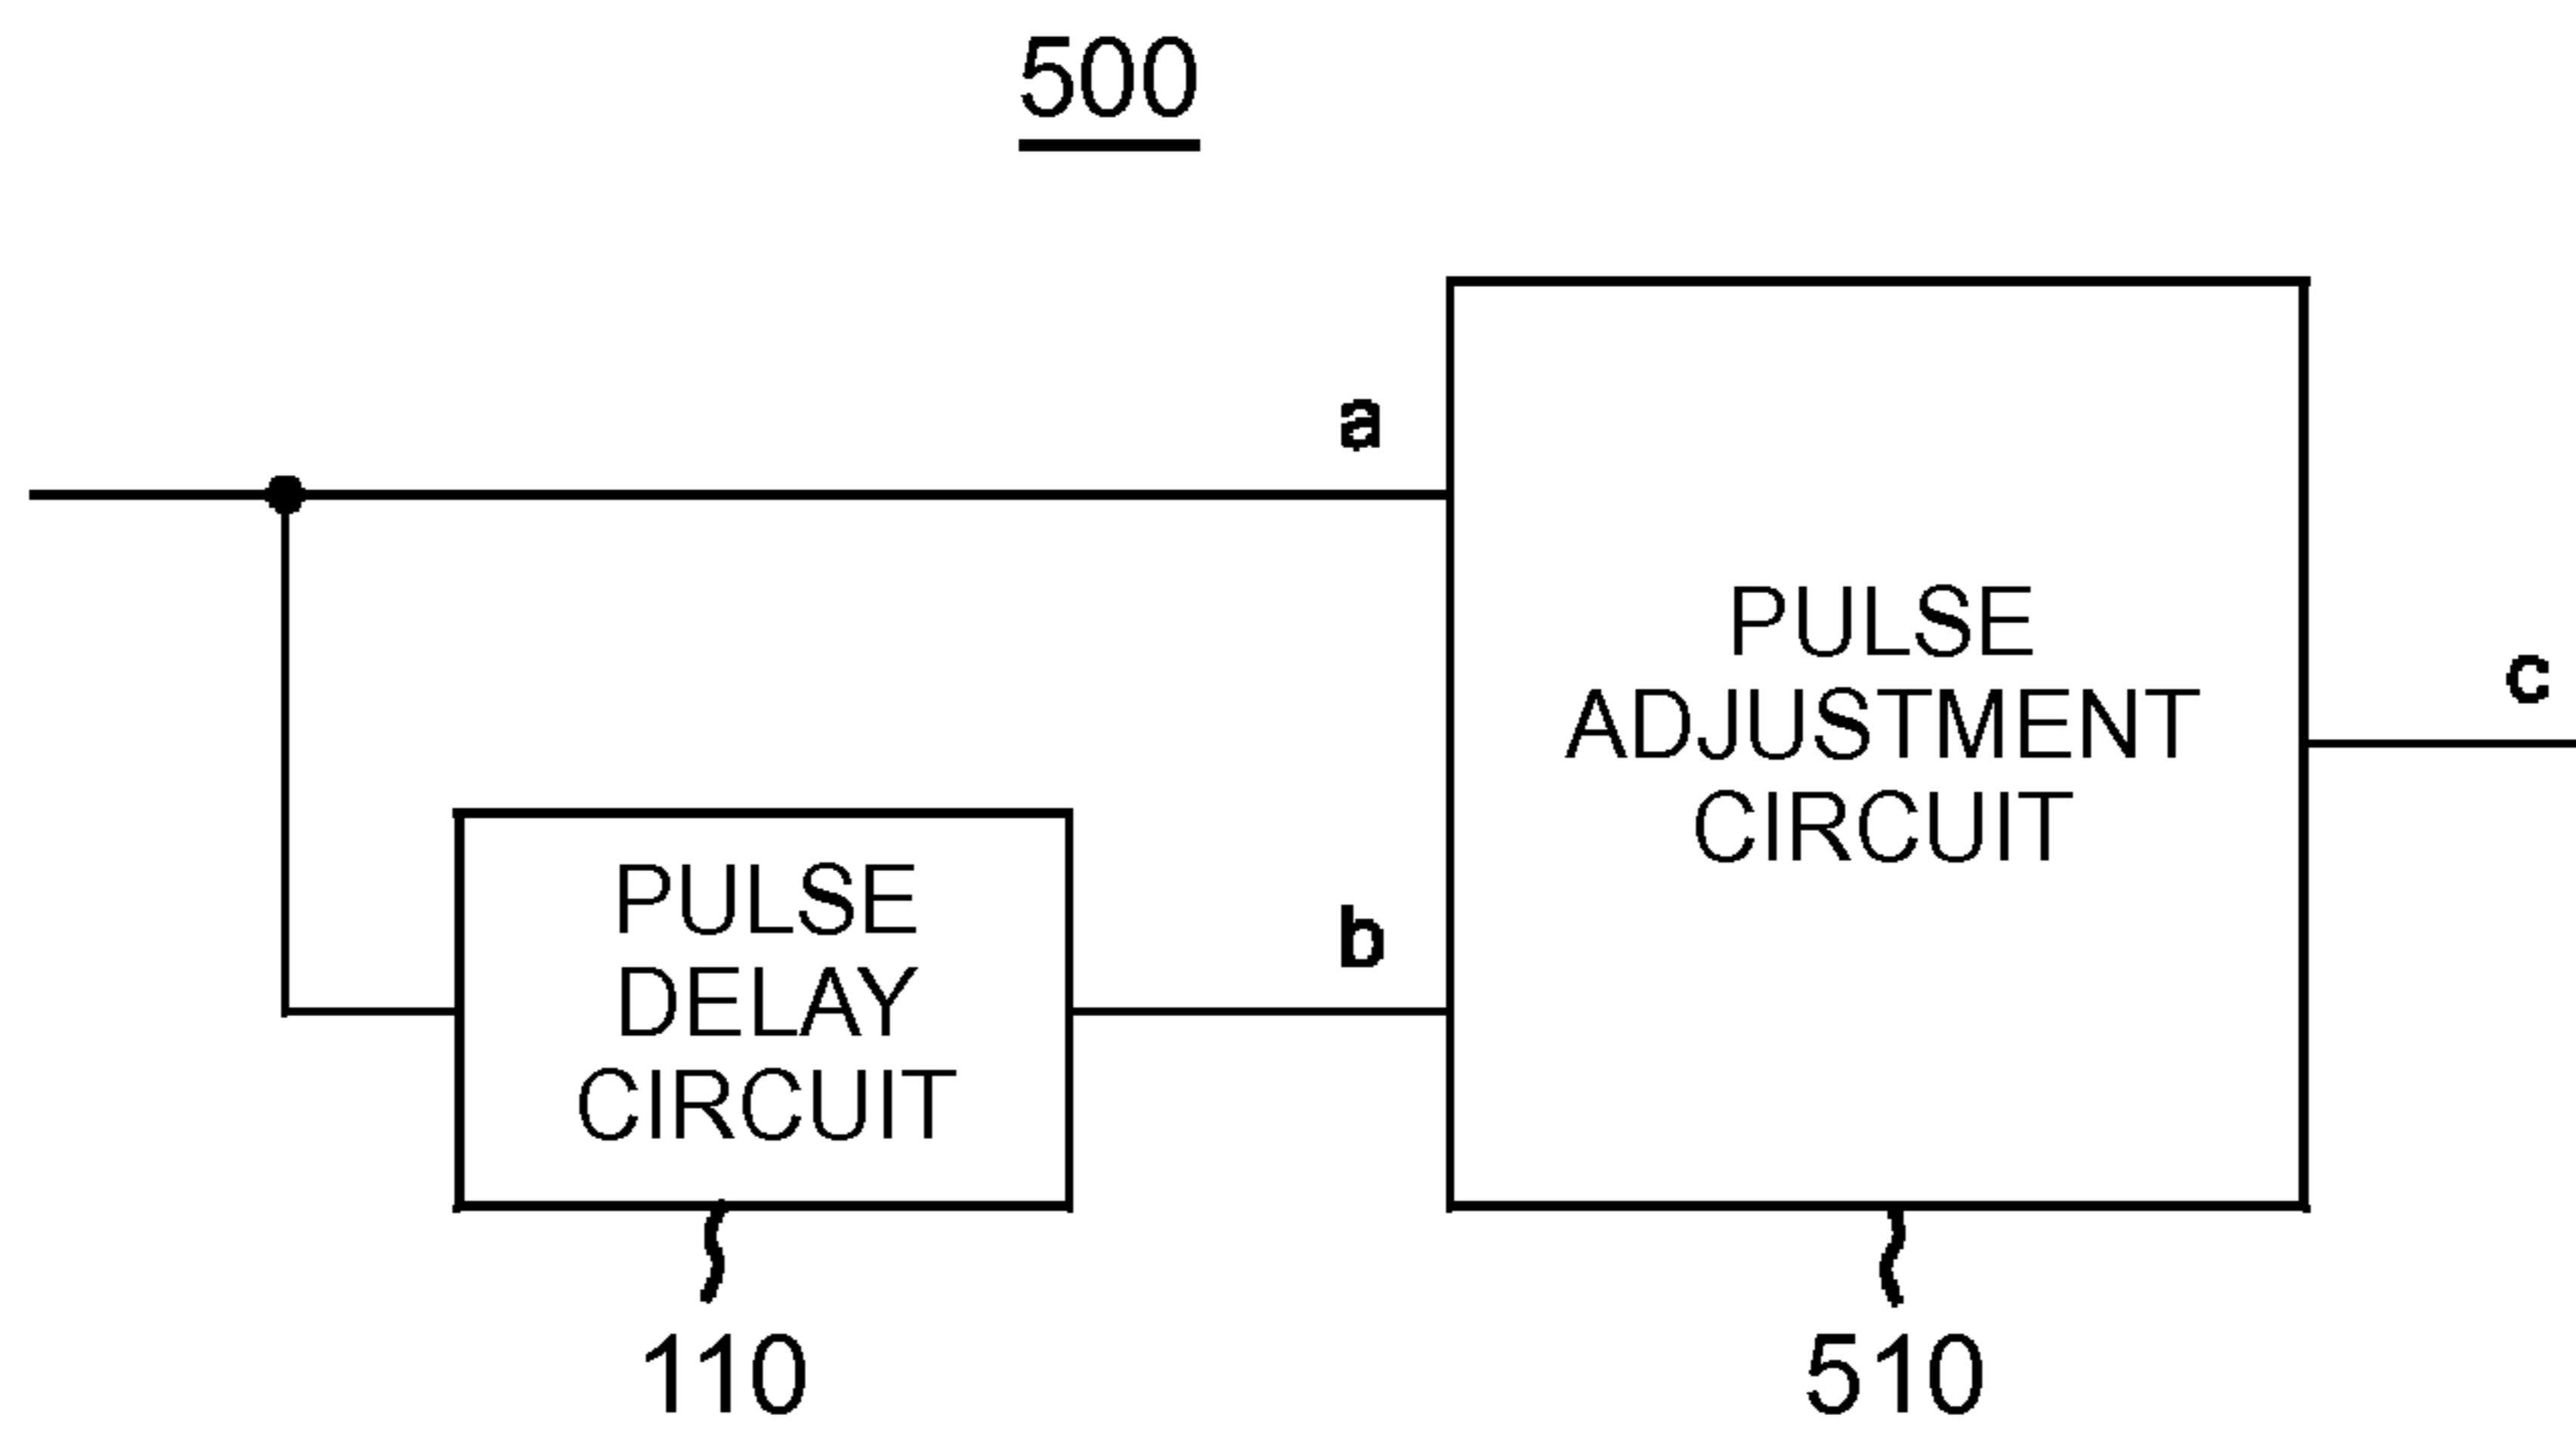 500
a
PULSE
ADJUSTMENT
CIRCUIT
c
PULSE
DELAY
CIRCUIT
b
110
510